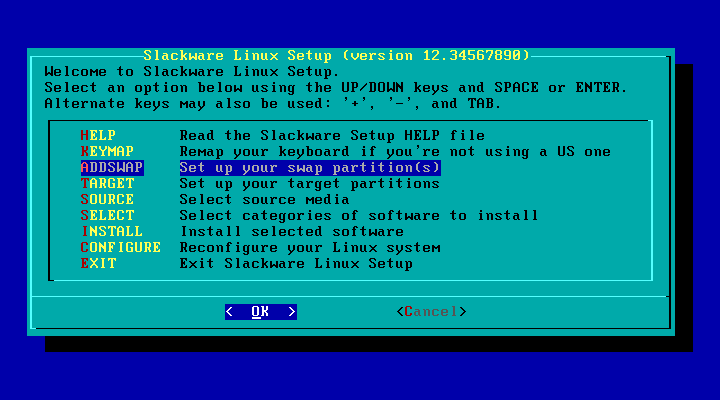 Slackware Linux Setup (version 12.34567890)
Welcome to Slackware Linux Setup.
Select an option below using the UP/DOWN keys and SPACE or ENTER.
Alternate keys may also be used: '+', '-', and TAB.
HELP Read the Slackware Setup HELP file
KEYMAP Remap your keyboard if you're not using a US one
ADDSWAP Set up your swap partition(s)
TARGET Set up your target partitions
SOURCE Select source media
SELECT Select categories of software to install
INSTALL Install selected software
CONFIGURE Reconfigure your Linux system
EXIT Exit Slackware Linux Setup
< OK > <Cancel>